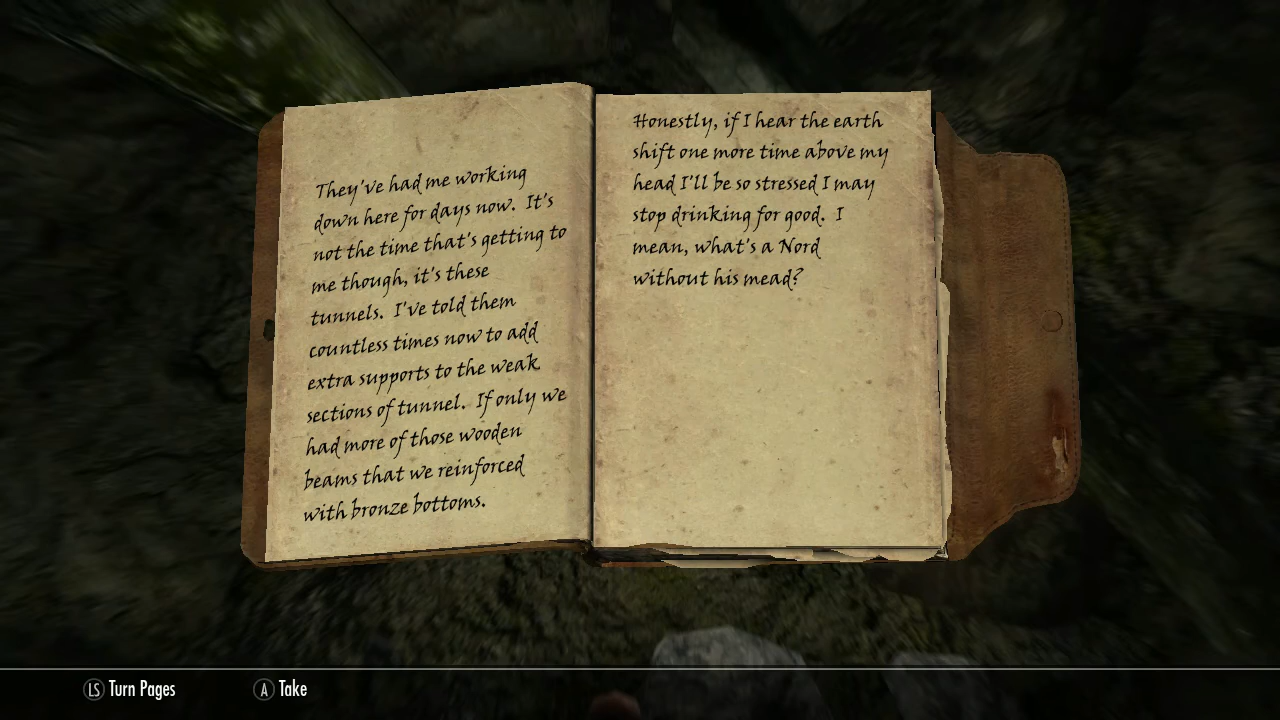 They've had me working
down here for days now.  It's
not the time that's getting to
me though, it's these
tunnels.  I've told them
countless times now to add
extra supports to the weak
sections of tunnel.  If only we
had more of those wooden
beams that we reinforced
with bronze bottoms.
Honestly, if I hear the earth
shift one more time above my
head I'll be so stressed I may
stop drinking for good.  I
mean, what's a Nord
without his mead?
LS Turn Pages
A Take